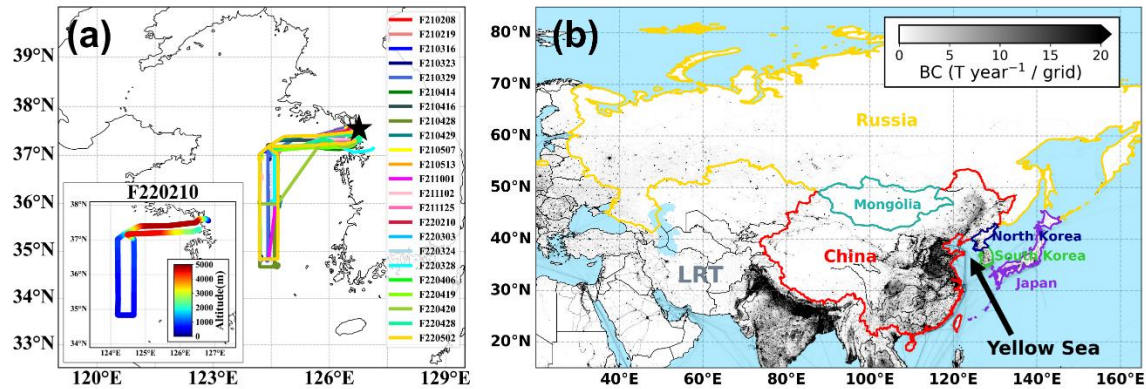 (a)
39°N
38°N
37°N
36°N
35°N
34°N
33°N
120°E 123°E 126°E 129°E
F210208
F210219
F210316
F210323
F210329
F210414
F210416
F210428
F210429
F210507
F210513
F211001
F211102
F211125
F220210
F220303
F220324
F220328
F220406
F220419
F220420
F220428
F220502
F220210
38°N
37°N
36°N
35°N
34°N
124°E 125°E 126°E 127°E
Altitude(m)
5000
4000
3000
2000
1000
0
(b)
80°N
70°N
60°N
50°N
40°N
30°N
20°N
40°E 60°E 80°E 100°E 120°E 140°E 160°E
0 10 20
BC (T year⁻¹ / grid)
Russia
Mongolia
China
North Korea
South Korea
Japan
LRT
Yellow Sea